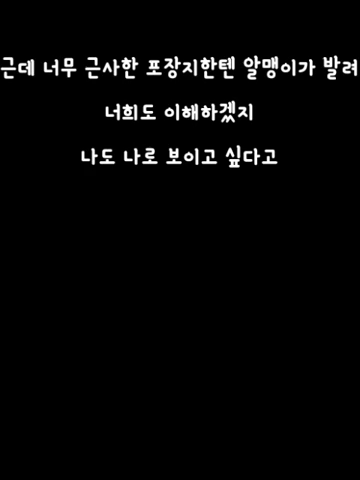 근데 너무 근사한 포장지한텐 알맹이가 발려
너희도 이해하겠지
나도 나로 보이고 싶다고